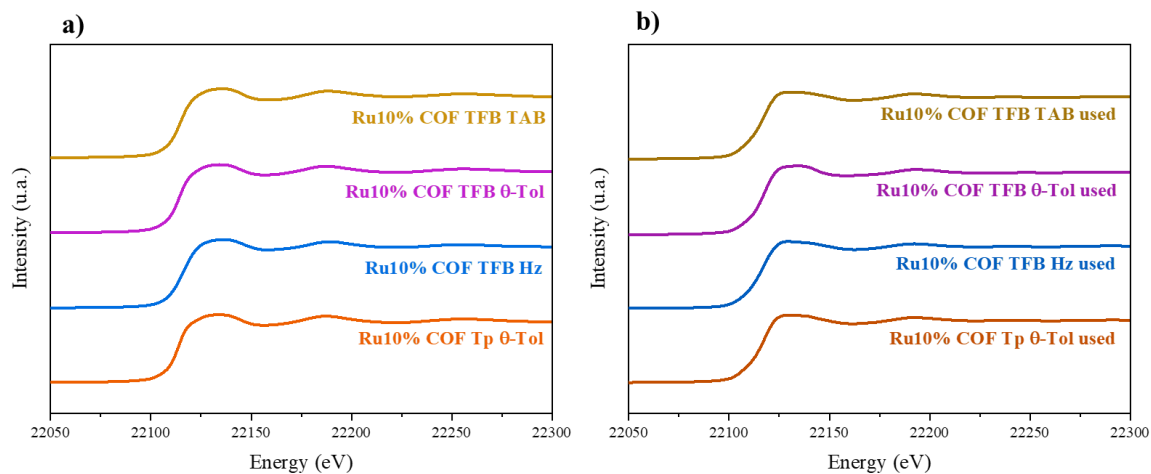 a)
Ru10% COF TFB TAB
Ru10% COF TFB θ-Tol
Ru10% COF TFB Hz
Ru10% COF Tp θ-Tol
Intensity (u.a.)
22050 22100 22150 22200 22250 22300
Energy (eV)
b)
Ru10% COF TFB TAB used
Ru10% COF TFB θ-Tol used
Ru10% COF TFB Hz used
Ru10% COF Tp θ-Tol used
Intensity (u.a.)
22050 22100 22150 22200 22250 22300
Energy (eV)